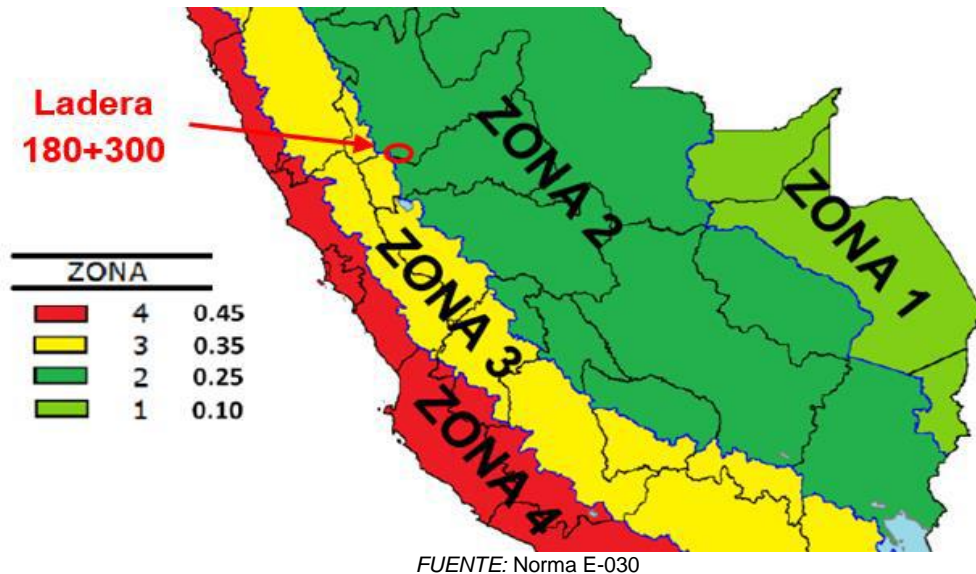 Ladera
180+300
ZONA 2
ZONA 1
ZONA 3
ZONA 4
ZONA
4 0.45
3 0.35
2 0.25
1 0.10
FUENTE: Norma E-030